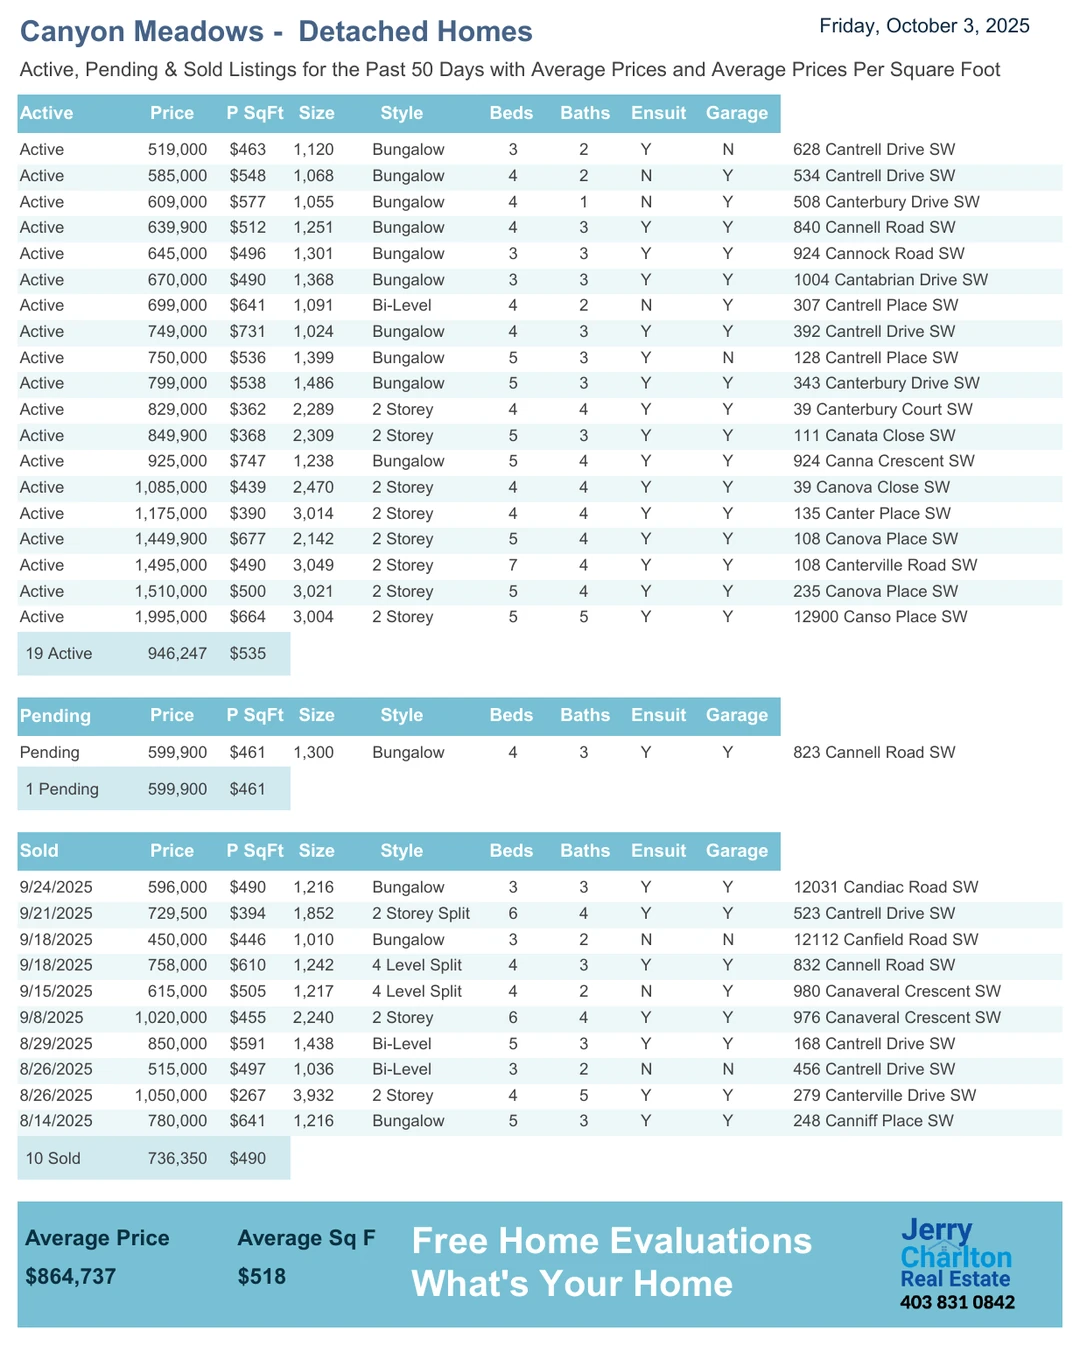 Canyon Meadows - Detached Homes
Friday, October 3, 2025
Active, Pending & Sold Listings for the Past 50 Days with Average Prices and Average Prices Per Square Foot
Active Price P SqFt Size Style Beds Baths Ensuit Garage
Active 519,000 $463 1,120 Bungalow 3 2 Y N 628 Cantrell Drive SW
Active 585,000 $548 1,068 Bungalow 4 2 N Y 534 Cantrell Drive SW
Active 609,000 $577 1,055 Bungalow 4 1 N Y 508 Canterbury Drive SW
Active 639,900 $512 1,251 Bungalow 4 3 Y Y 840 Cannell Road SW
Active 645,000 $496 1,301 Bungalow 3 3 Y Y 924 Cannock Road SW
Active 670,000 $490 1,368 Bungalow 3 3 Y Y 1004 Cantabrian Drive SW
Active 699,000 $641 1,091 Bi-Level 4 2 N Y 307 Cantrell Place SW
Active 749,000 $731 1,024 Bungalow 4 3 Y Y 392 Cantrell Drive SW
Active 750,000 $536 1,399 Bungalow 5 3 Y N 128 Cantrell Place SW
Active 799,000 $538 1,486 Bungalow 5 3 Y Y 343 Canterbury Drive SW
Active 829,000 $362 2,289 2 Storey 4 4 Y Y 39 Canterbury Court SW
Active 849,900 $368 2,309 2 Storey 5 3 Y Y 111 Canata Close SW
Active 925,000 $747 1,238 Bungalow 5 4 Y Y 924 Canna Crescent SW
Active 1,085,000 $439 2,470 2 Storey 4 4 Y Y 39 Canova Close SW
Active 1,175,000 $390 3,014 2 Storey 4 4 Y Y 135 Canter Place SW
Active 1,449,900 $677 2,142 2 Storey 5 4 Y Y 108 Canova Place SW
Active 1,495,000 $490 3,049 2 Storey 7 4 Y Y 108 Canterville Road SW
Active 1,510,000 $500 3,021 2 Storey 5 4 Y Y 235 Canova Place SW
Active 1,995,000 $664 3,004 2 Storey 5 5 Y Y 12900 Canso Place SW
19 Active 946,247 $535
Pending Price P SqFt Size Style Beds Baths Ensuit Garage
Pending 599,900 $461 1,300 Bungalow 4 3 Y Y 823 Cannell Road SW
1 Pending 599,900 $461
Sold Price P SqFt Size Style Beds Baths Ensuit Garage
9/24/2025 596,000 $490 1,216 Bungalow 3 3 Y Y 12031 Candiac Road SW
9/21/2025 729,500 $394 1,852 2 Storey Split 6 4 Y Y 523 Cantrell Drive SW
9/18/2025 450,000 $446 1,010 Bungalow 3 2 N N 12112 Canfield Road SW
9/18/2025 758,000 $610 1,242 4 Level Split 4 3 Y Y 832 Cannell Road SW
9/15/2025 615,000 $505 1,217 4 Level Split 4 2 N Y 980 Canaveral Crescent SW
9/8/2025 1,020,000 $455 2,240 2 Storey 6 4 Y Y 976 Canaveral Crescent SW
8/29/2025 850,000 $591 1,438 Bi-Level 5 3 Y Y 168 Cantrell Drive SW
8/26/2025 515,000 $497 1,036 Bi-Level 3 2 N N 456 Cantrell Drive SW
8/26/2025 1,050,000 $267 3,932 2 Storey 4 5 Y Y 279 Canterville Drive SW
8/14/2025 780,000 $641 1,216 Bungalow 5 3 Y Y 248 Canniff Place SW
10 Sold 736,350 $490
Average Price Average Sq F
$864,737 $518
Free Home Evaluations
What's Your Home
Jerry
Charlton
Real Estate
403 831 0842